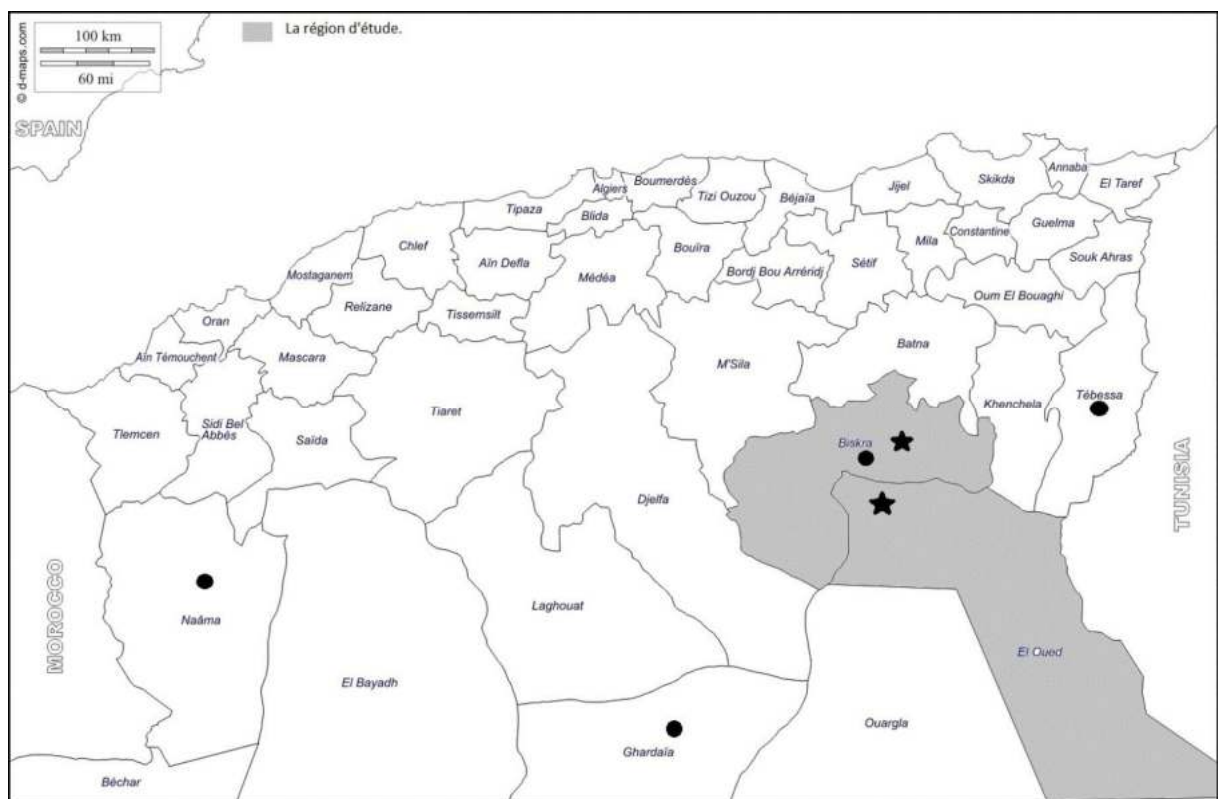 100 km
60 mi
© d-maps.com
La région d'étude.
SPAIN
Algiers
Boumerdès
Tizi Ouzou
Béjaïa
Jijel
Skikda
Annaba
El Taref
Tipaza
Blida
Chlef
Aïn Defla
Médéa
Bouïra
Bordj Bou Arréridj
Sétif
Mila
Constantine
Guelma
Souk Ahras
Mostaganem
Relizane
Tissemsilt
Oum El Bouaghi
Oran
Aïn Témouchent
Mascara
Batna
M'Sila
Tlemcen
Sidi Bel
Abbès
Saïda
Tiaret
Khenchela
Tébessa
Biskra
Djelfa
TUNISIA
MOROCCO
Naâma
Laghouat
El Oued
El Bayadh
Ouargla
Ghardaïa
Béchar